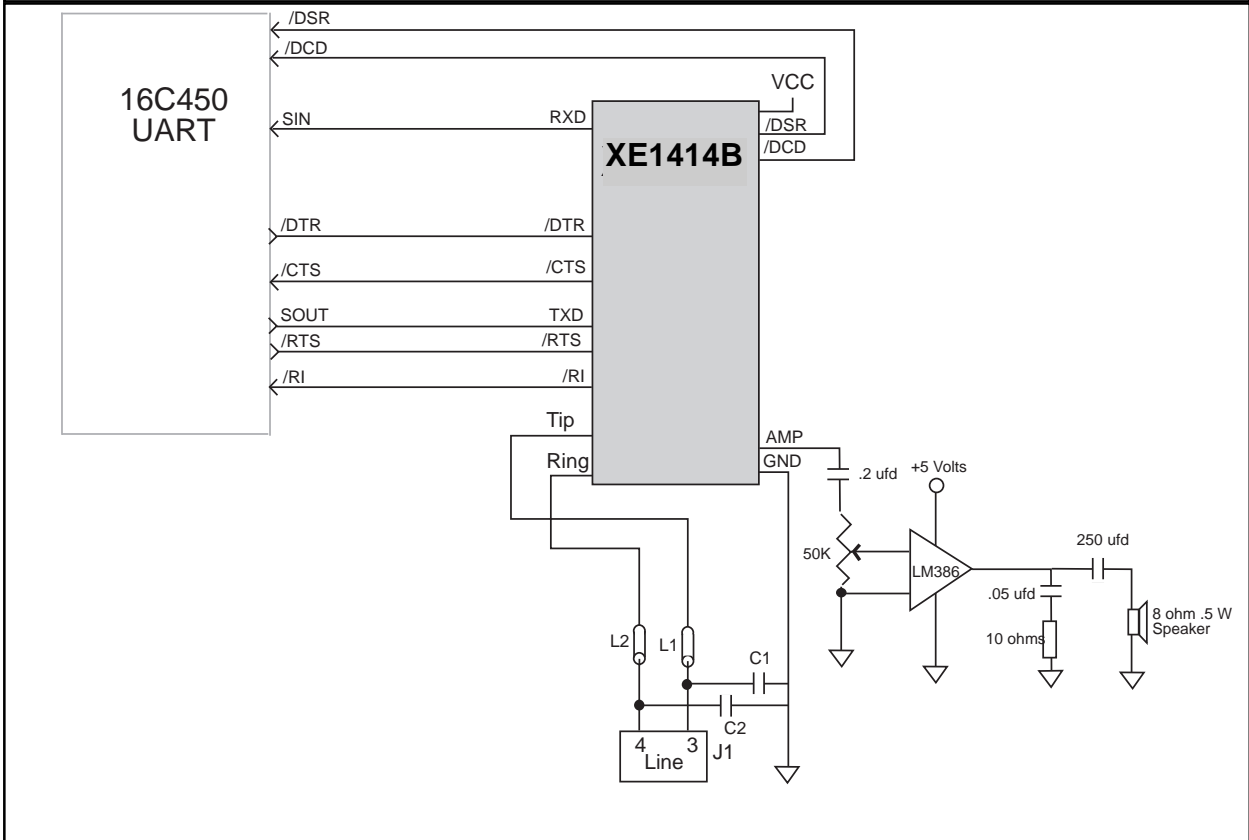 /DSR
/DCD
VCC
16C450
UART
SIN
RXD
/DSR
XE1414B
/DCD
/DTR
/DTR
/CTS
/CTS
SOUT
TXD
/RTS
/RTS
/RI
/RI
Tip
AMP
Ring
GND
.2 ufd
+5 Volts
50K
LM386
250 ufd
.05 ufd
8 ohm .5 W
Speaker
10 ohms
L2
L1
C1
C2
4
3
J1
Line